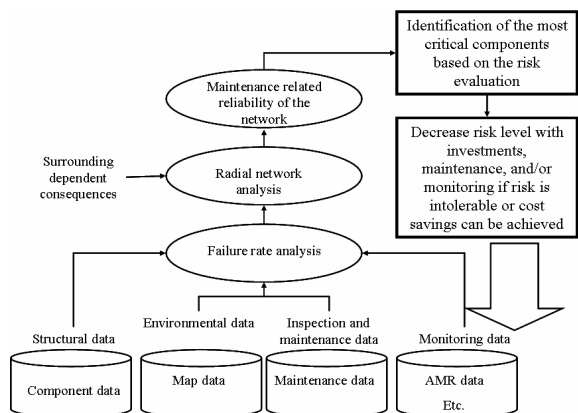 Identification of the most
critical components
based on the risk
evaluation
Maintenance related
reliability of the
network
Decrease risk level with
investments,
maintenance, and/or
monitoring if risk is
intolerable or cost
savings can be achieved
Surrounding
dependent
consequences
Radial network
analysis
Failure rate analysis
Structural data
Environmental data
Inspection and
maintenance data
Monitoring data
Component data
Map data
Maintenance data
AMR data
Etc.